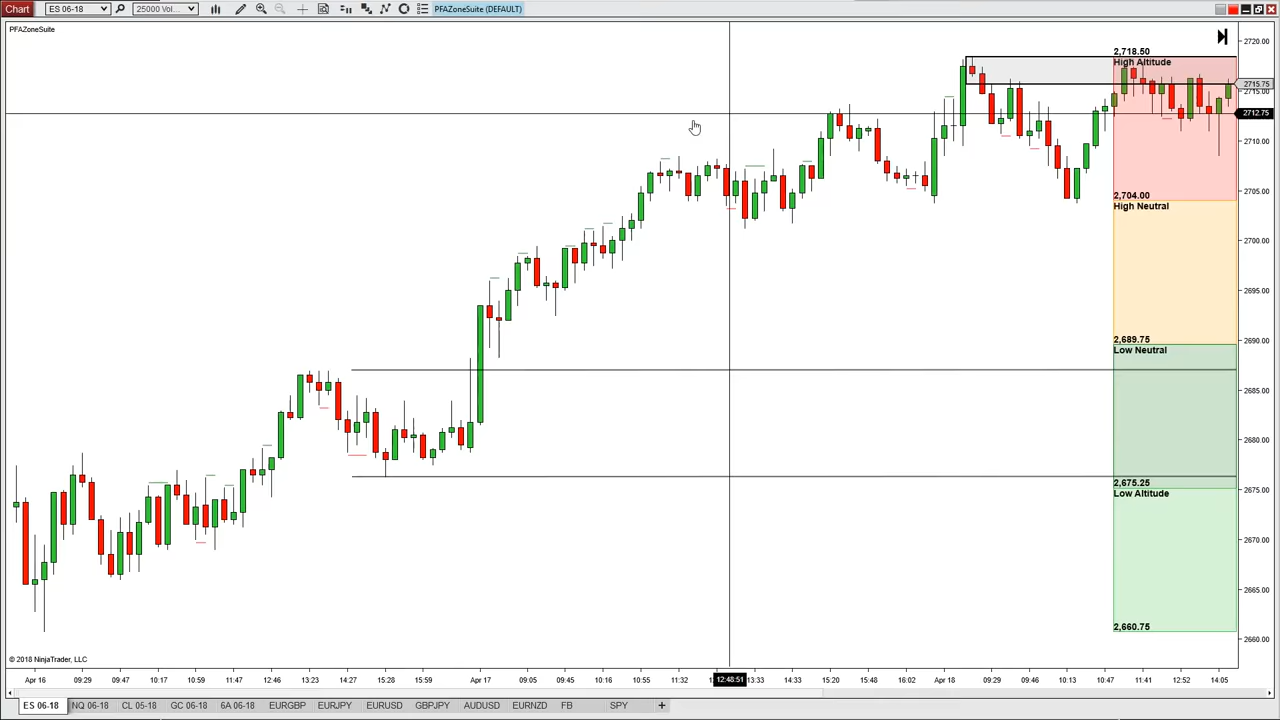 Chart ES 06-18 25000 Vol... PFAZoneSuite (DEFAULT)
PFAZoneSuite
2,718.50
High Altitude
2,704.00
High Neutral
2,689.75
Low Neutral
2,675.25
Low Altitude
2,660.75
2720.00
2715.75
2715.00
2712.75
2710.00
2705.00
2700.00
2695.00
2690.00
2685.00
2680.00
2675.00
2670.00
2665.00
2660.00
© 2018 NinjaTrader, LLC
Apr 16 09:29 09:47 10:17 11:47 12:46 13:23 14:27 15:28 15:59 Apr 17 09:05 09:45 10:16 10:55 11:32 12:48:51 13:33 14:33 15:20 15:48 16:02 Apr 18 09:28 09:38 10:13 10:47 11:41 12:52 14:05
ES 06-18 NQ 06-18 CL 05-18 GC 06-18 6A 06-18 EURGBP EURJPY EURUSD GBPJPY AUDUSD EURNZD FB SPY +